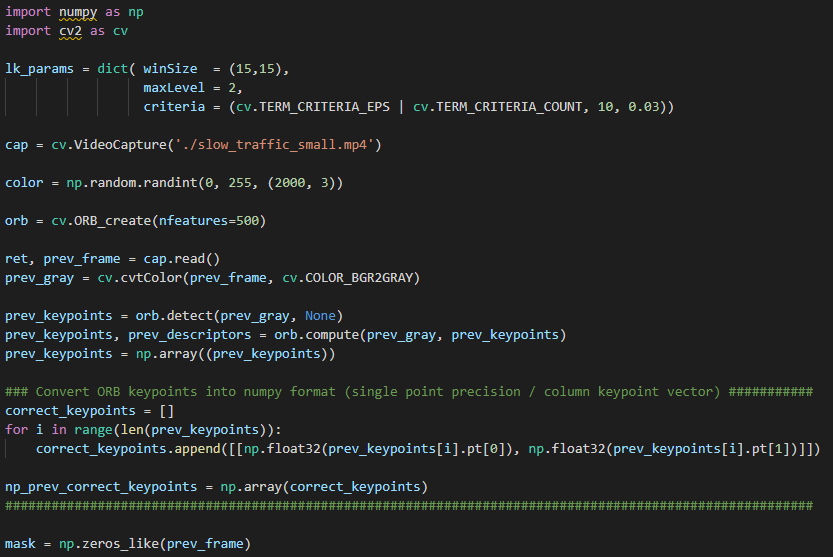 import numpy as np
import cv2 as cv
lk_params = dict( winSize  = (15,15),
                  maxLevel = 2,
                  criteria = (cv.TERM_CRITERIA_EPS | cv.TERM_CRITERIA_COUNT, 10, 0.03))
cap = cv.VideoCapture('./slow_traffic_small.mp4')
color = np.random.randint(0, 255, (2000, 3))
orb = cv.ORB_create(nfeatures=500)
ret, prev_frame = cap.read()
prev_gray = cv.cvtColor(prev_frame, cv.COLOR_BGR2GRAY)
prev_keypoints = orb.detect(prev_gray, None)
prev_keypoints, prev_descriptors = orb.compute(prev_gray, prev_keypoints)
prev_keypoints = np.array((prev_keypoints))
### Convert ORB keypoints into numpy format (single point precision / column keypoint vector) ###########
correct_keypoints = []
for i in range(len(prev_keypoints)):
    correct_keypoints.append([[np.float32(prev_keypoints[i].pt[0]), np.float32(prev_keypoints[i].pt[1])]])
np_prev_correct_keypoints = np.array(correct_keypoints)
#########################################################################################################
mask = np.zeros_like(prev_frame)